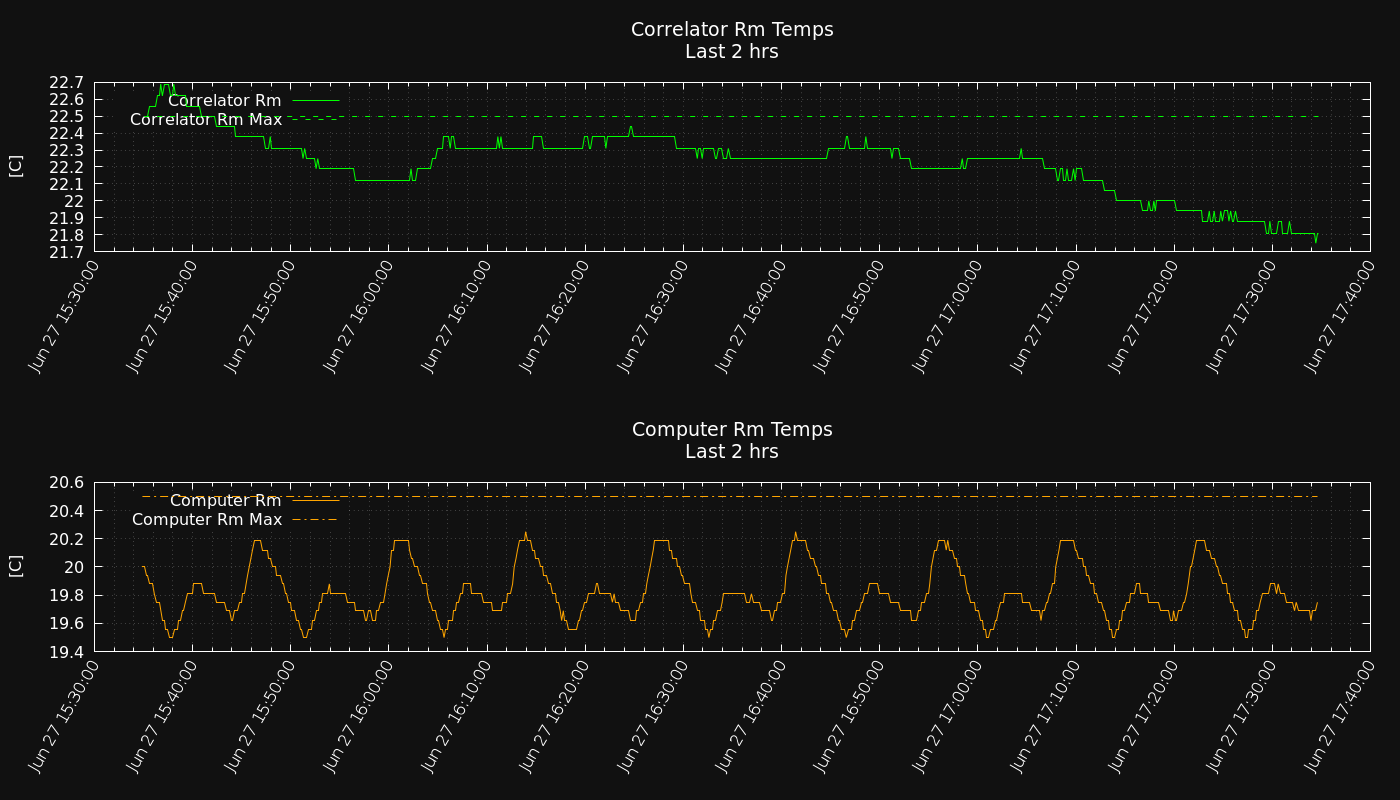 Correlator Rm Temps
Last 2 hrs
[C]
22.7
22.6
22.5
22.4
22.3
22.2
22.1
22
21.9
21.8
21.7
Correlator Rm
Correlator Rm Max
Jun 27 15:30:00
Jun 27 15:40:00
Jun 27 15:50:00
Jun 27 16:00:00
Jun 27 16:10:00
Jun 27 16:20:00
Jun 27 16:30:00
Jun 27 16:40:00
Jun 27 16:50:00
Jun 27 17:00:00
Jun 27 17:10:00
Jun 27 17:20:00
Jun 27 17:30:00
Jun 27 17:40:00
Computer Rm Temps
Last 2 hrs
[C]
20.6
20.4
20.2
20
19.8
19.6
19.4
Computer Rm
Computer Rm Max
Jun 27 15:30:00
Jun 27 15:40:00
Jun 27 15:50:00
Jun 27 16:00:00
Jun 27 16:10:00
Jun 27 16:20:00
Jun 27 16:30:00
Jun 27 16:40:00
Jun 27 16:50:00
Jun 27 17:00:00
Jun 27 17:10:00
Jun 27 17:20:00
Jun 27 17:30:00
Jun 27 17:40:00